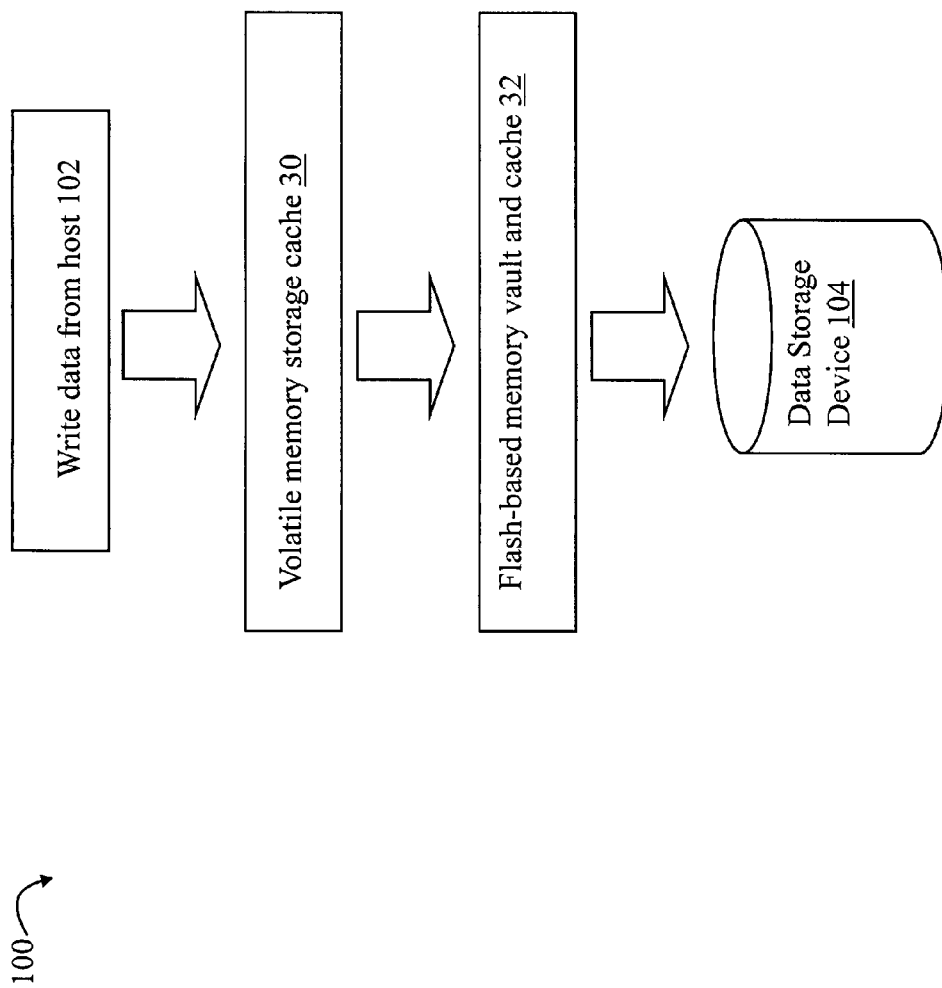 100
Write data from host 102
Volatile memory storage cache 30
Flash-based memory vault and cache 32
Data Storage
Device 104